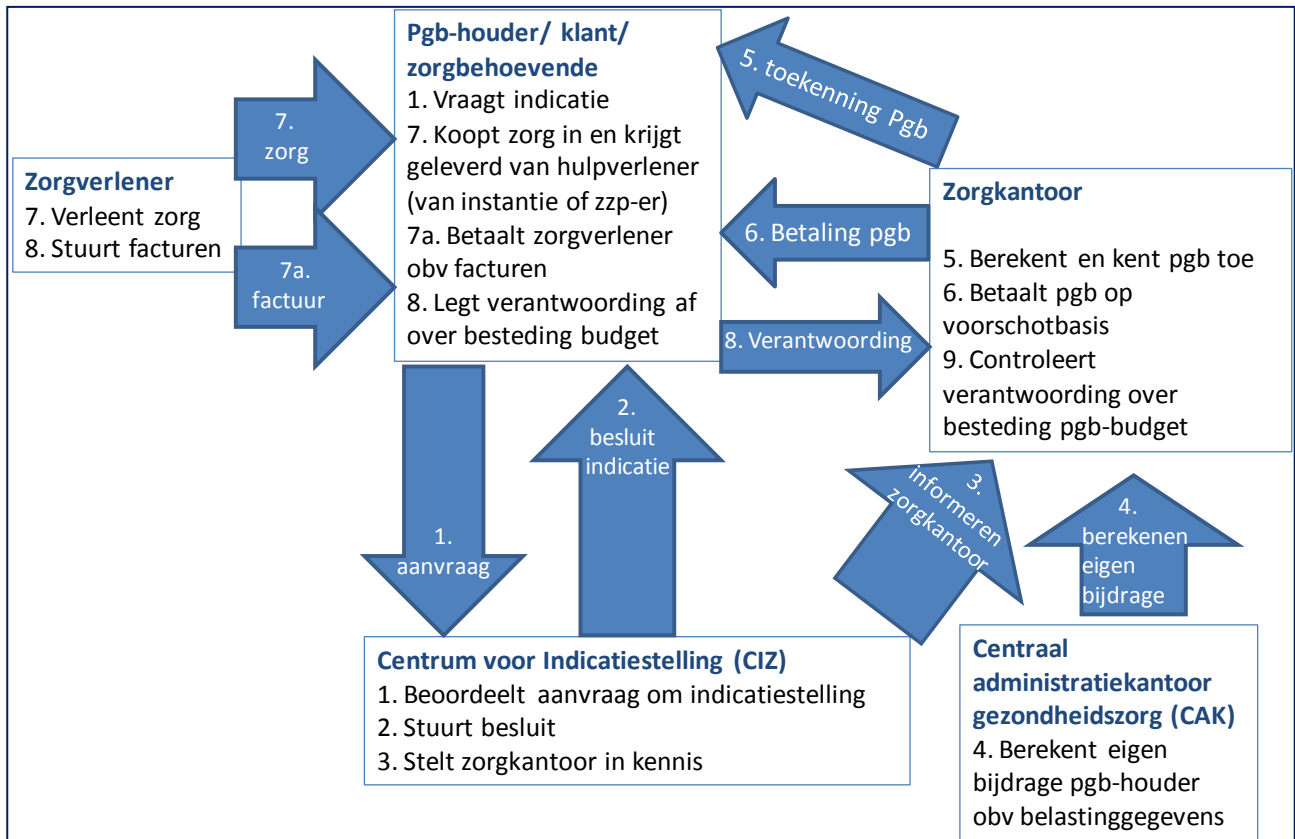 Pgb-houder/ klant/
zorgbehoevende
1. Vraagt indicatie
7. Koopt zorg in en krijgt
geleverd van hulpverlener
(van instantie of zzp-er)
7a. Betaalt zorgverlener
obv facturen
8. Legt verantwoording af
over besteding budget
5. toekenning Pgb
7.
zorg
Zorgverlener
7. Verleent zorg
8. Stuurt facturen
7a.
factuur
6. Betaling pgb
8. Verantwoording
Zorgkantoor
5. Berekent en kent pgb toe
6. Betaalt pgb op
voorschotbasis
9. Controleert
verantwoording over
besteding pgb-budget
1.
aanvraag
2.
besluit
indicatie
3.
informeren
zorgkantoor
4.
berekenen
eigen
bijdrage
Centrum voor Indicatiestelling (CIZ)
1. Beoordeelt aanvraag om indicatiestelling
2. Stuurt besluit
3. Stelt zorgkantoor in kennis
Centraal
administratiekantoor
gezondheidszorg (CAK)
4. Berekent eigen
bijdrage pgb-houder
obv belastinggegevens